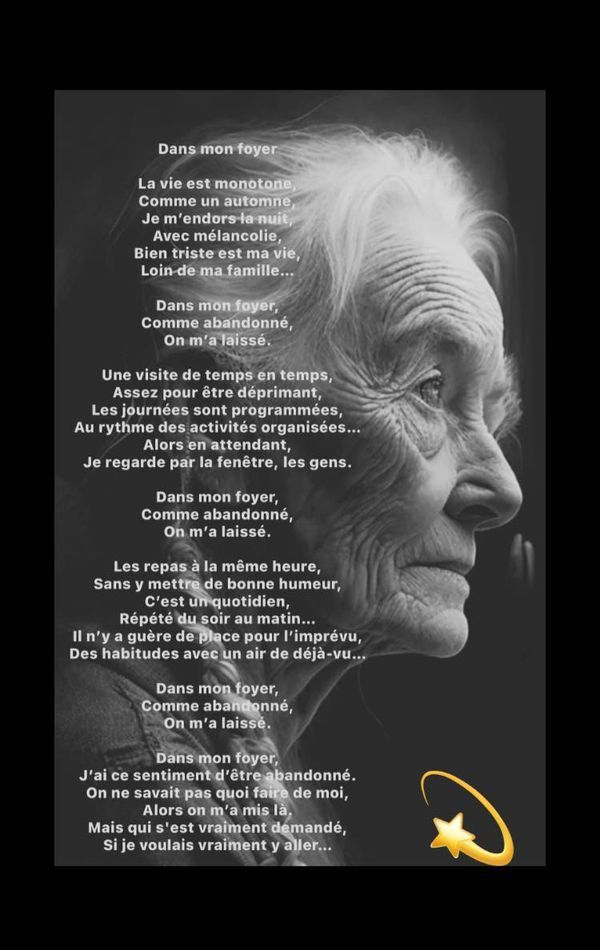 Dans mon foyer
La vie est monotone,
Comme un automne,
Je m’endors la nuit,
Avec mélancolie,
Bien triste est ma vie,
Loin de ma famille...
Dans mon foyer,
Comme abandonné,
On m’a laissé.
Une visite de temps en temps,
Assez pour être déprimant,
Les journées sont programmées,
Au rythme des activités organisées...
Alors en attendant,
Je regarde par la fenêtre, les gens.
Dans mon foyer,
Comme abandonné,
On m’a laissé.
Les repas à la même heure,
Sans y mettre de bonne humeur,
C’est un quotidien,
Répété du soir au matin...
Il n’y a guère de place pour l’imprévu,
Des habitudes avec un air de déjà-vu...
Dans mon foyer,
Comme abandonné,
On m’a laissé.
Dans mon foyer,
J’ai ce sentiment d’être abandonné.
On ne savait pas quoi faire de moi,
Alors on m’a mis là.
Mais qui s'est vraiment demandé,
Si je voulais vraiment y aller...